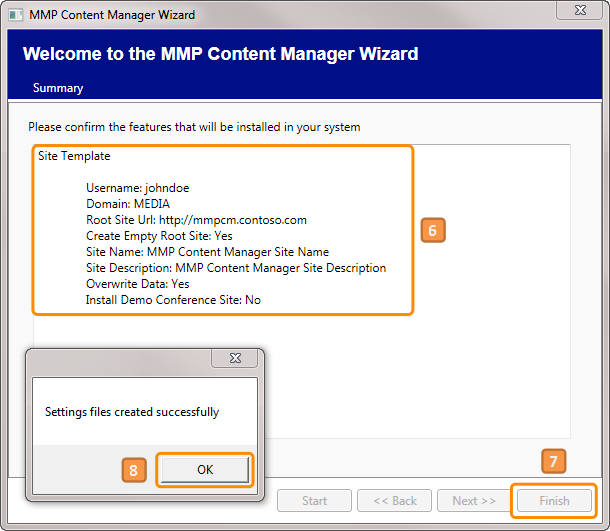 MMP Content Manager Wizard
Welcome to the MMP Content Manager Wizard
Summary
Please confirm the features that will be installed in your system
Site Template
Username: johndoe
Domain: MEDIA
Root Site Url: http://mmpcm.contoso.com
Create Empty Root Site: Yes
Site Name: MMP Content Manager Site Name
Site Description: MMP Content Manager Site Description
Overwrite Data: Yes
Install Demo Conference Site: No
6
Settings files created successfully
8
OK
7
Start
<< Back
Next >>
Finish